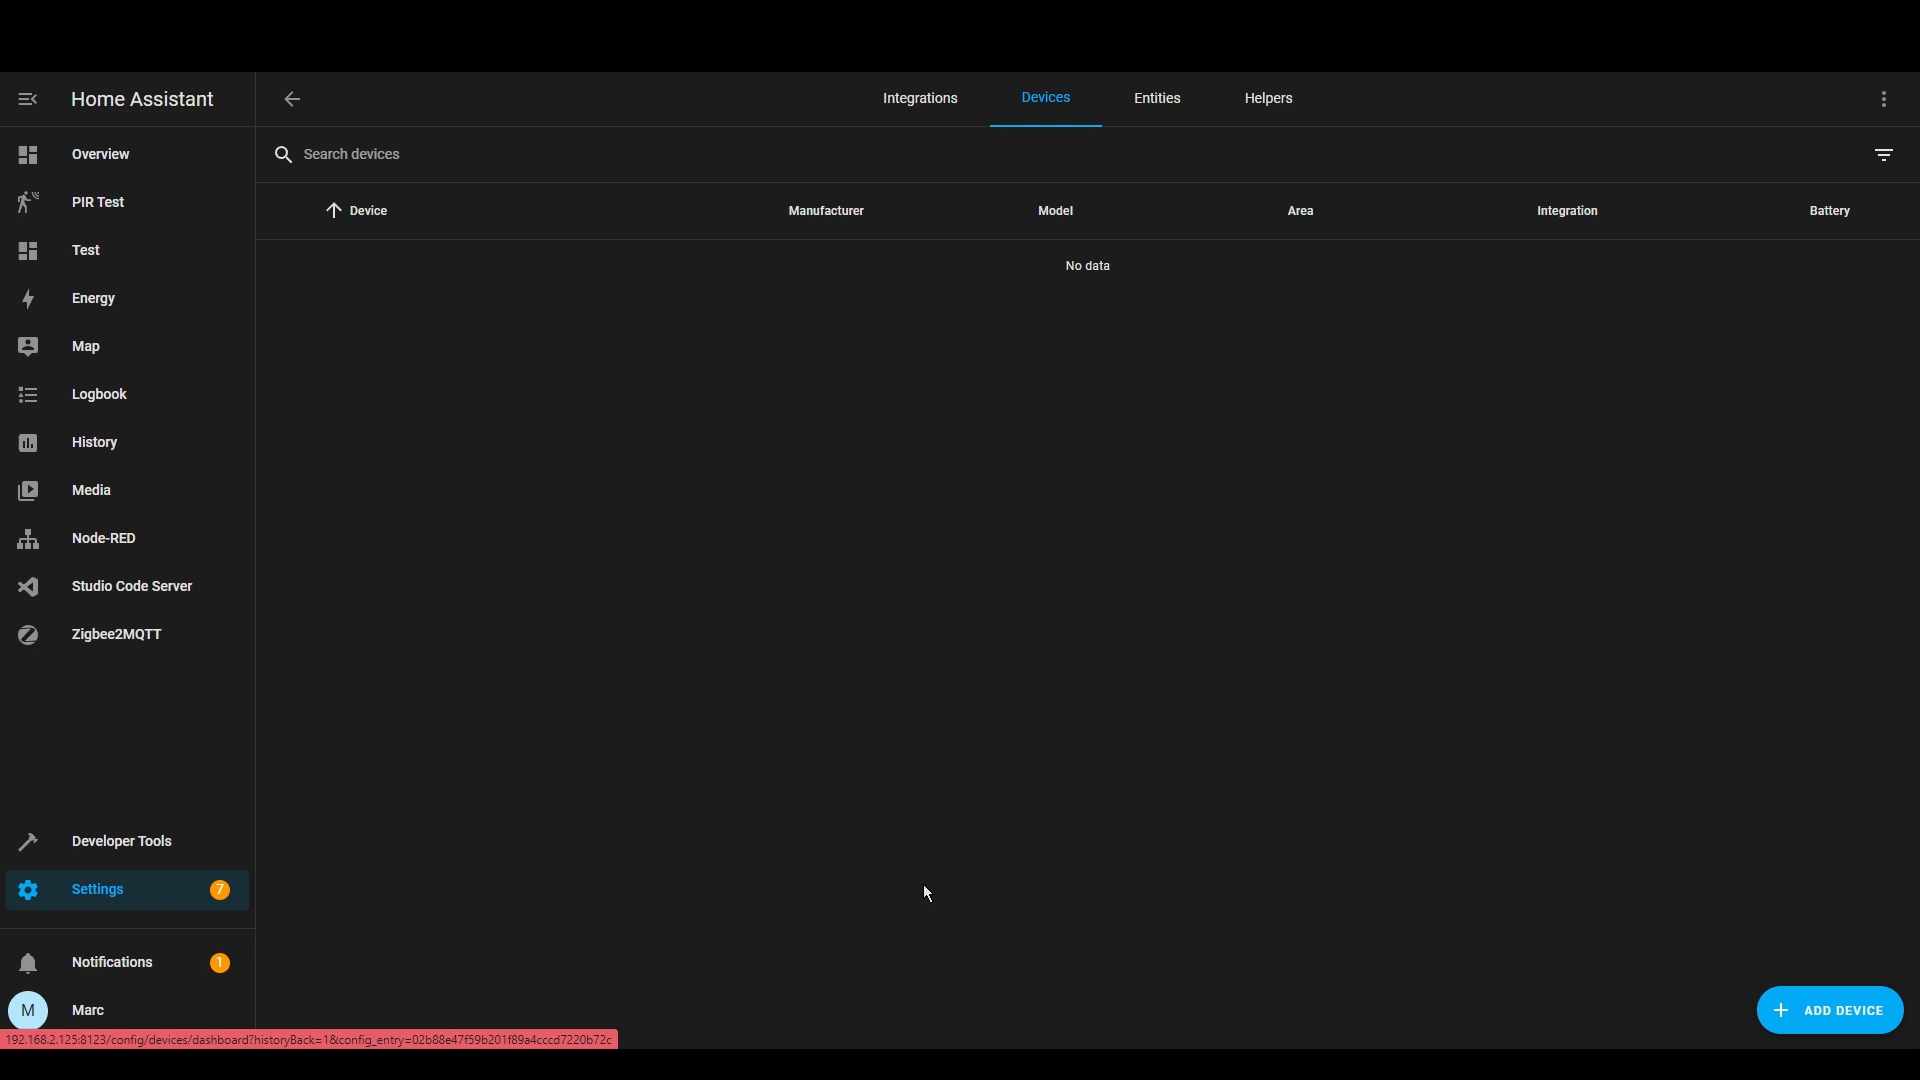 Home Assistant
Integrations
Devices
Entities
Helpers
Search devices
Device
Manufacturer
Model
Area
Integration
Battery
No data
Overview
PIR Test
Test
Energy
Map
Logbook
History
Media
Node-RED
Studio Code Server
Zigbee2MQTT
Developer Tools
Settings
7
Notifications
1
M
Marc
192.168.2.125:8123/config/devices/dashboard?historyBack=1&config_entry=02b88e47f59b201f89a4cccd7220b72c
ADD DEVICE